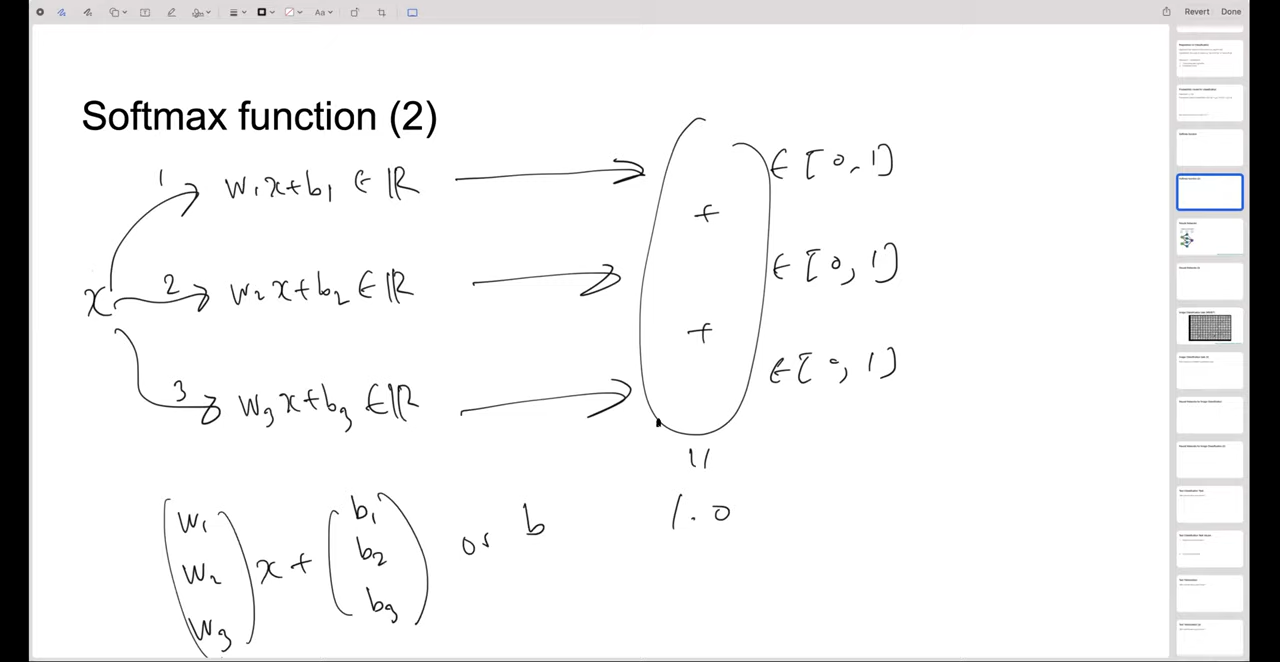 Revert Done
Softmax function (2)
1 w₁x+b₁ ∈ ℝ ∈ [0,1]
+
x 2 w₂x+b₂ ∈ ℝ ∈ [0,1]
+
3 w₃x+b₃ ∈ ℝ ∈ [0,1]
||
1.0
w₁ b₁
w₂ x + b₂ or b
w₃ b₃